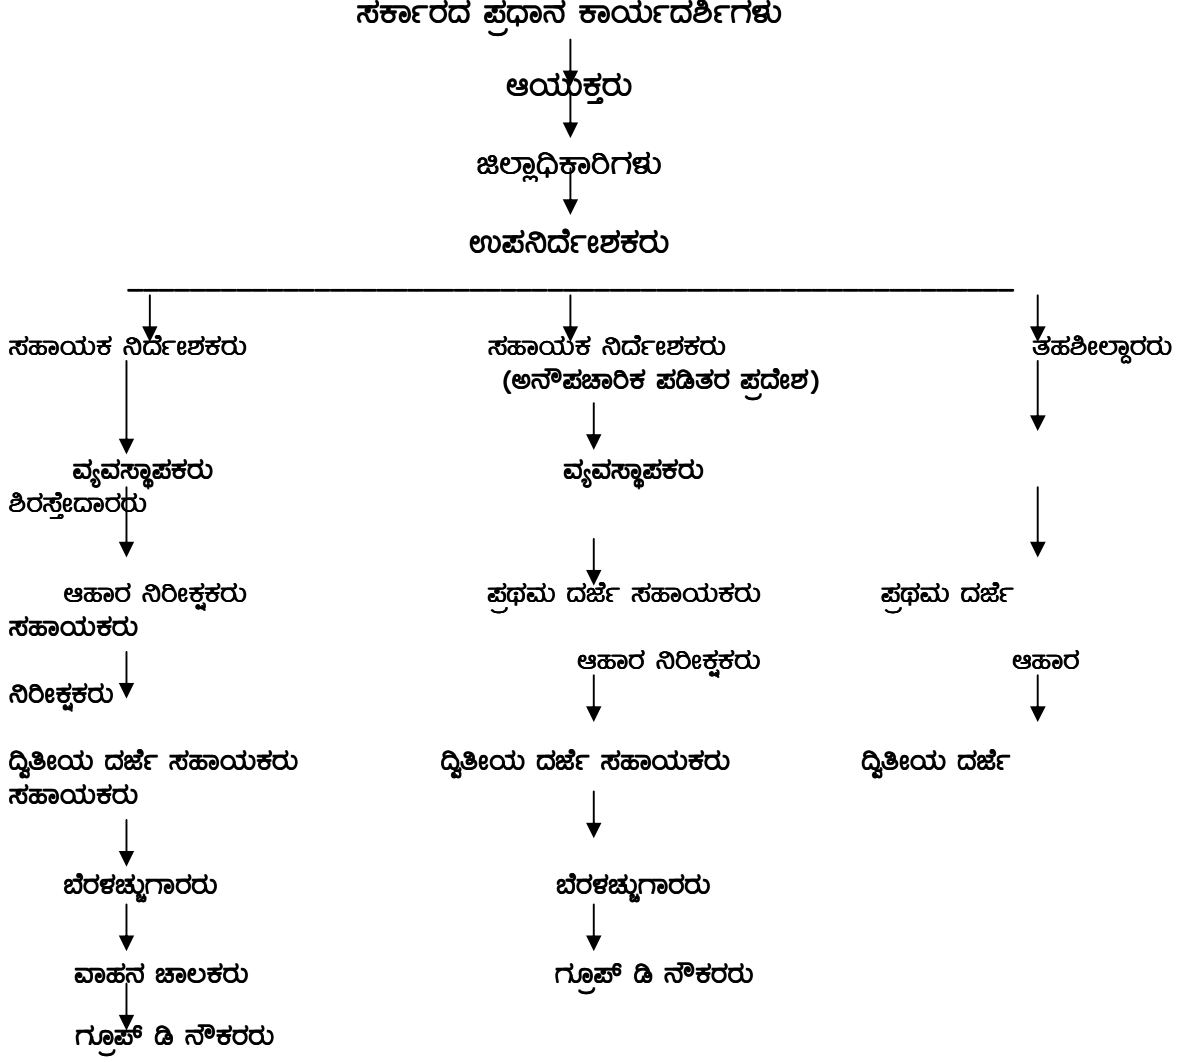 ಸರ್ಕಾರದ ಪ್ರಧಾನ ಕಾರ್ಯದರ್ಶಿಗಳು
ಆಯುಕ್ತರು
ಜಿಲ್ಲಾಧಿಕಾರಿಗಳು
ಉಪನಿರ್ದೇಶಕರು
ಸಹಾಯಕ ನಿರ್ದೇಶಕರು ಸಹಾಯಕ ನಿರ್ದೇಶಕರು ತಹಶೀಲ್ದಾರರು
(ಅನೌಪಚಾರಿಕ ಪಡಿತರ ಪ್ರದೇಶ)
ವ್ಯವಸ್ಥಾಪಕರು ವ್ಯವಸ್ಥಾಪಕರು
ಶಿರಸ್ತೇದಾರರು
ಆಹಾರ ನಿರೀಕ್ಷಕರು ಪ್ರಥಮ ದರ್ಜೆ ಸಹಾಯಕರು ಪ್ರಥಮ ದರ್ಜೆ
ಸಹಾಯಕರು
ಆಹಾರ ನಿರೀಕ್ಷಕರು ಆಹಾರ
ನಿರೀಕ್ಷಕರು
ದ್ವಿತೀಯ ದರ್ಜೆ ಸಹಾಯಕರು ದ್ವಿತೀಯ ದರ್ಜೆ ಸಹಾಯಕರು ದ್ವಿತೀಯ ದರ್ಜೆ
ಸಹಾಯಕರು
ಬೆರಳಚ್ಚುಗಾರರು ಬೆರಳಚ್ಚುಗಾರರು
ವಾಹನ ಚಾಲಕರು ಗ್ರೂಪ್ ಡಿ ನೌಕರರು
ಗ್ರೂಪ್ ಡಿ ನೌಕರರು